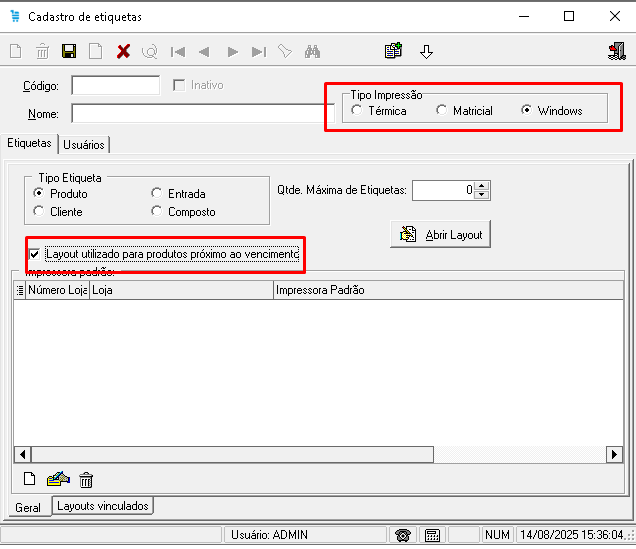 Cadastro de etiquetas
Código:
Inativo
Nome:
Tipo Impressão
Térmica Matricial Windows
Etiquetas Usuários
Tipo Etiqueta
Produto Entrada
Cliente Composto
Qtde. Máxima de Etiquetas: 0
Abrir Layout
Layout utilizado para produtos próximo ao vencimento
Impressora padrão:
Número Loja Loja Impressora Padrão
Geral Layouts vinculados
Usuário: ADMIN NUM 14/08/2025 15:36:04